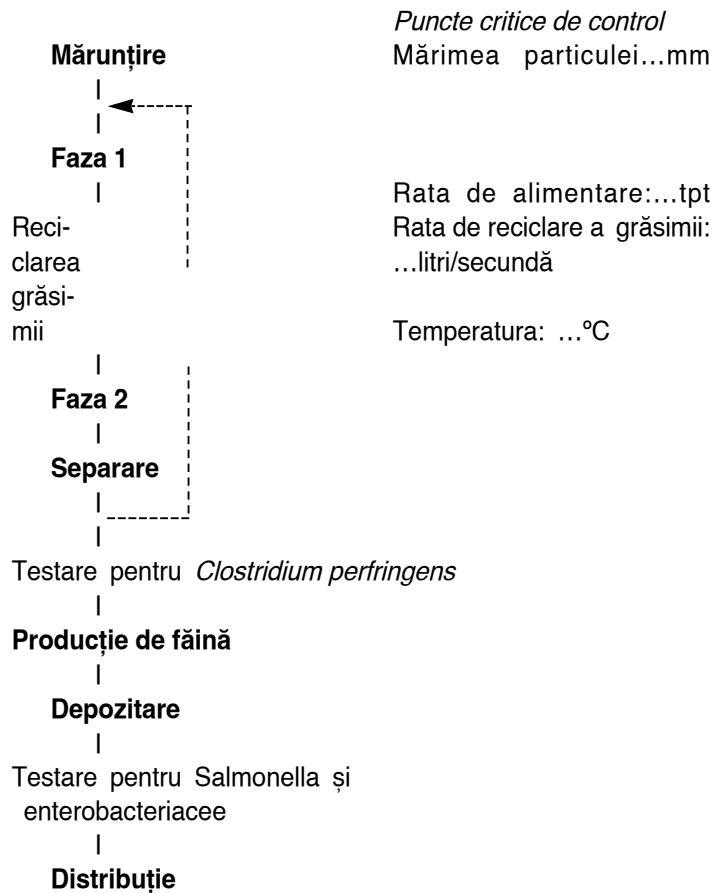 Puncte critice de control
Mărunțire Mărimea particulei...mm
Faza 1
Rata de alimentare:...tpt
Reci- Rata de reciclare a grăsimii:
clarea ...litri/secundă
grăsi-
mii Temperatura: ...ºC
Faza 2
Separare
Testare pentru Clostridium perfringens
Producție de făină
Depozitare
Testare pentru Salmonella și
enterobacteriacee
Distribuție